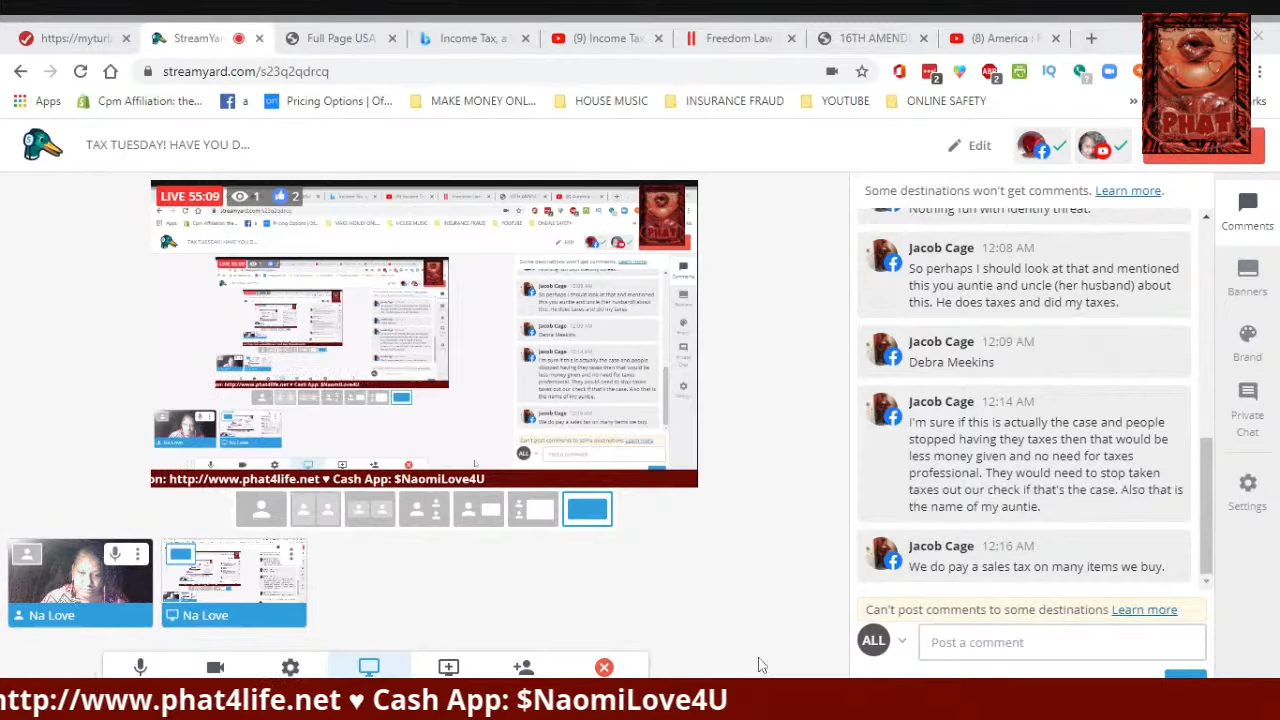 https://myturb
StreamYar
Full Page USA
Income Tax, a
(9) Income Ta
Freedom Law
16TH AMEND
(8) America : F
streamyard.com/s23q2qdrcq
Apps
Cpm Affiliation: the...
a
Pricing Options | Of...
MAKE MONEY ONL...
HOUSE MUSIC
INSURANCE FRAUD
YOUTUBE
ONLINE SAFETY
PHAT
TAX TUESDAY! HAVE YOU D...
Edit
LIVE 55:09 1 2
on: http://www.phat4life.net ♥ Cash App: $NaomiLove4U
Na Love
Na Love
Some destinations won't get comments. Learn more.
Nothing fun with identity threat.
Jacob Cage 12:08 AM
So perhaps I should look at that and mentioned
this you auntie and uncle (her husband) about
this. He does taxes and did my taxes.
Jacob Cage 12:09 AM
Debra Meekins
Jacob Cage 12:14 AM
I'm sure if this is actually the case and people
stopped having they taxes then that would be
less money given and no need for taxes
professional. They would need to stop taken
taxes out our check if that's the case. Also that is
the name of my auntie.
Jacob Cage 12:16 AM
We do pay a sales tax on many items we buy.
Can't post comments to some destinations Learn more
ALL
Post a comment
Comments
Banners
Brand
Private
Chat
Settings
http://www.phat4life.net ♥ Cash App: $NaomiLove4U